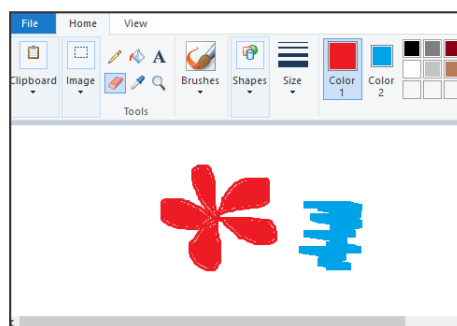 File Home View
Clipboard Image A Brushes Shapes Size Color 1 Color 2
Tools